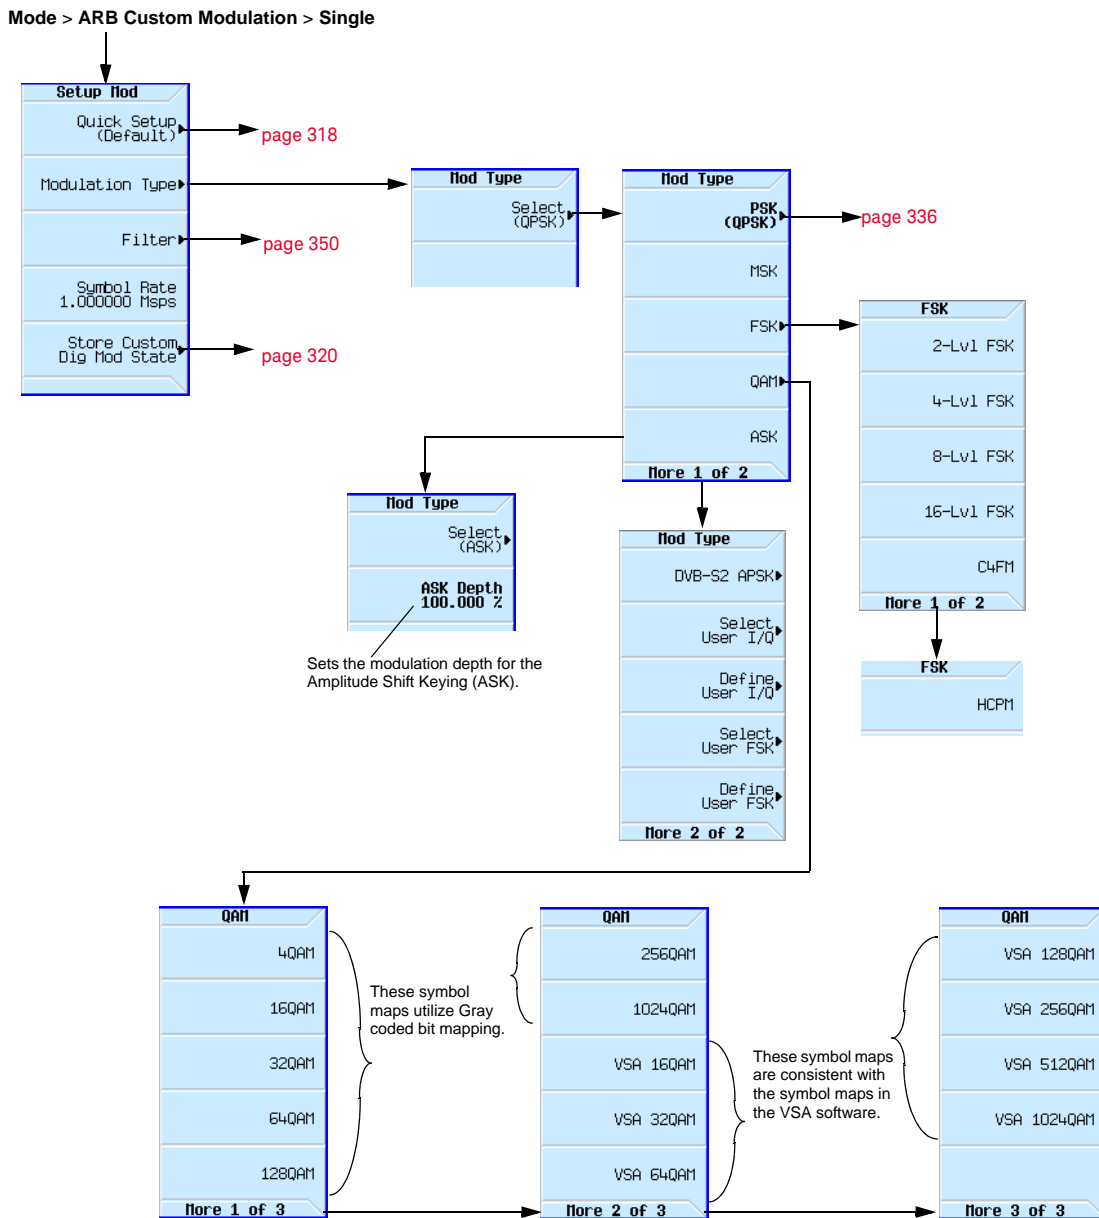 Mode > ARB Custom Modulation > Single
Setup Mod
Quick Setup
(Default)
page 318
Modulation Type
Filter
page 350
Symbol Rate
1.000000 Msps
Store Custom
Dig Mod State
page 320
Mod Type
Select
(QPSK)
Mod Type
PSK
(QPSK)
page 336
MSK
FSK
QAM
ASK
More 1 of 2
FSK
2-Lvl FSK
4-Lvl FSK
8-Lvl FSK
16-Lvl FSK
C4FM
More 1 of 2
FSK
HCPM
Mod Type
Select
(ASK)
ASK Depth
100.000 %
Sets the modulation depth for the
Amplitude Shift Keying (ASK).
Mod Type
DVB-S2 APSK
Select
User I/Q
Define
User I/Q
Select
User FSK
Define
User FSK
More 2 of 2
QAM
4QAM
16QAM
32QAM
64QAM
128QAM
More 1 of 3
These symbol
maps utilize Gray
coded bit mapping.
QAM
256QAM
1024QAM
VSA 16QAM
VSA 32QAM
VSA 64QAM
More 2 of 3
These symbol maps
are consistent with
the symbol maps in
the VSA software.
QAM
VSA 128QAM
VSA 256QAM
VSA 512QAM
VSA 1024QAM
More 3 of 3